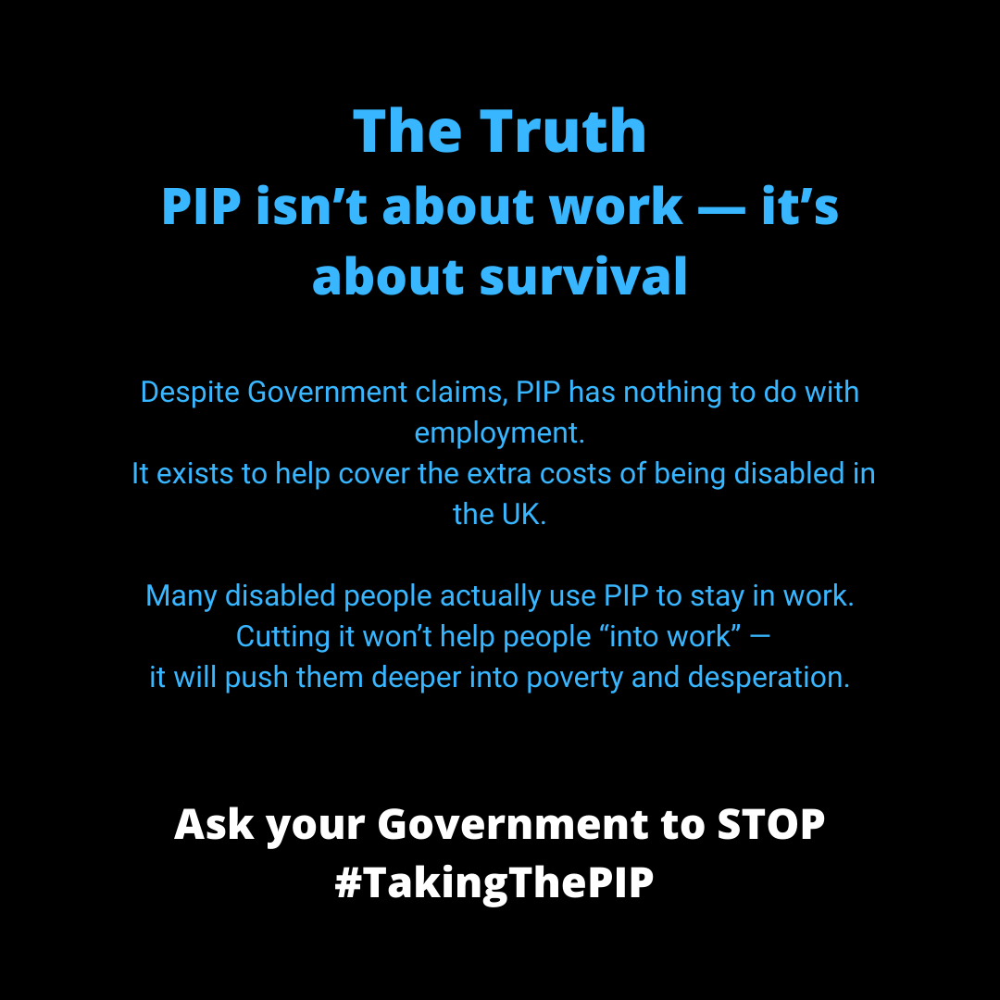 The Truth
PIP isn’t about work — it’s
about survival
Despite Government claims, PIP has nothing to do with
employment.
It exists to help cover the extra costs of being disabled in
the UK.
Many disabled people actually use PIP to stay in work.
Cutting it won’t help people “into work” —
it will push them deeper into poverty and desperation.
Ask your Government to STOP
#TakingThePIP